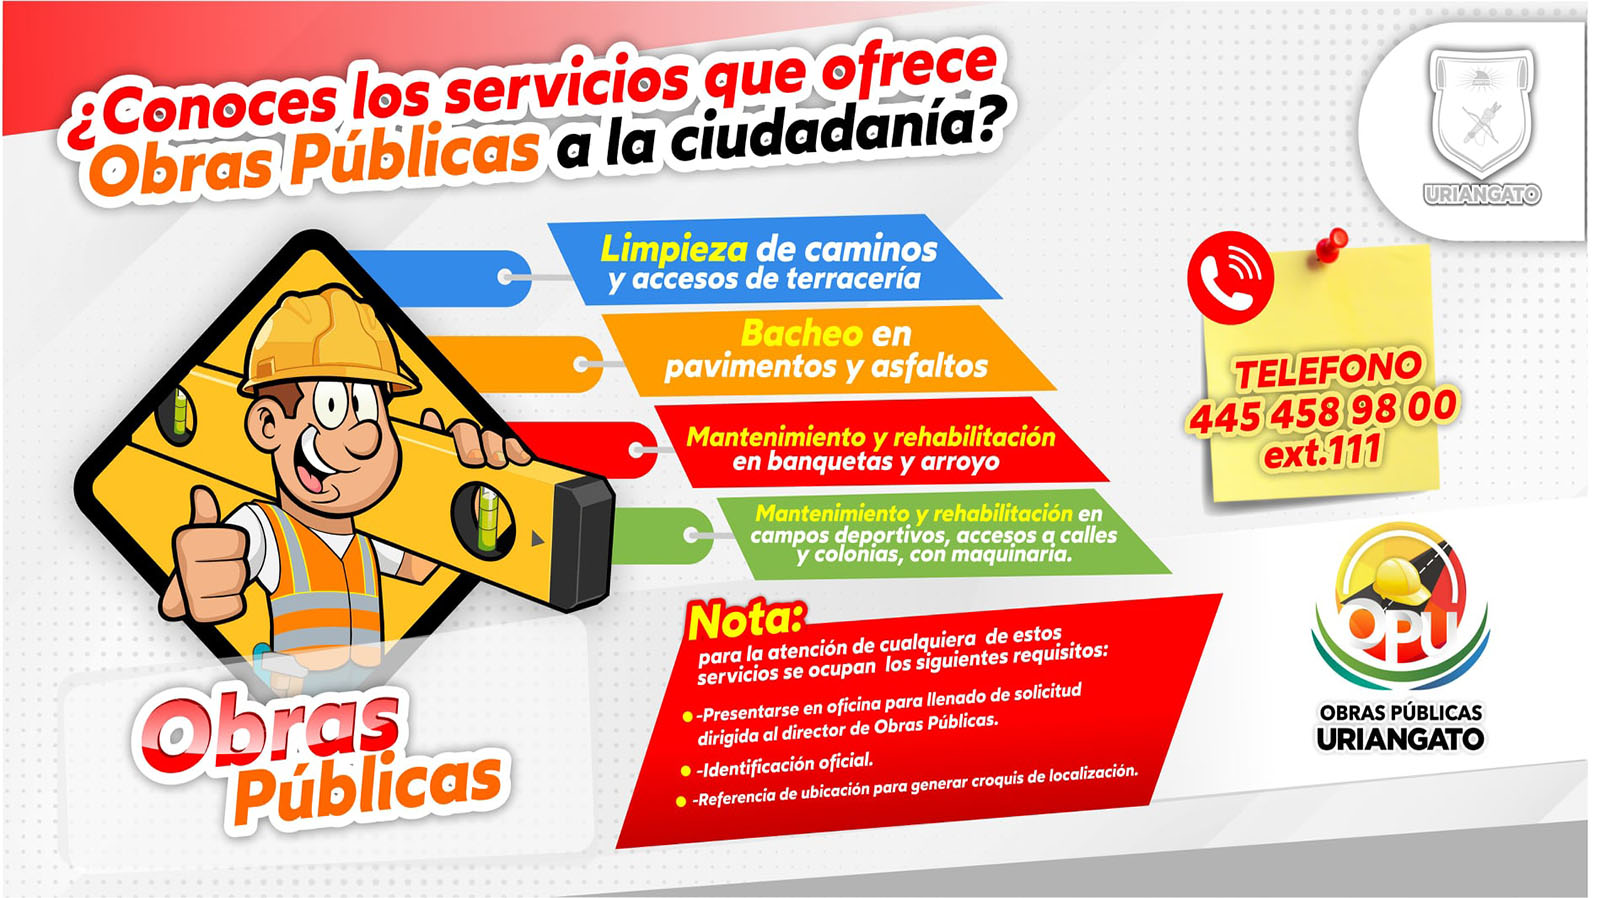 ¿Conoces los servicios que ofrece
Obras Públicas a la ciudadanía?
URIANGATO
Limpieza de caminos
y accesos de terracería
Bacheo en
pavimentos y asfaltos
Mantenimiento y rehabilitación
en banquetas y arroyo
Mantenimiento y rehabilitación en
campos deportivos, accesos a calles
y colonias, con maquinaria.
TELEFONO
445 458 98 00
ext.111
Nota:
para la atención de cualquiera de estos
servicios se ocupan los siguientes requisitos:
-Presentarse en oficina para llenado de solicitud
dirigida al director de Obras Públicas.
-Identificación oficial.
-Referencia de ubicación para generar croquis de localización.
Obras
Públicas
OPU
OBRAS PÚBLICAS
URIANGATO